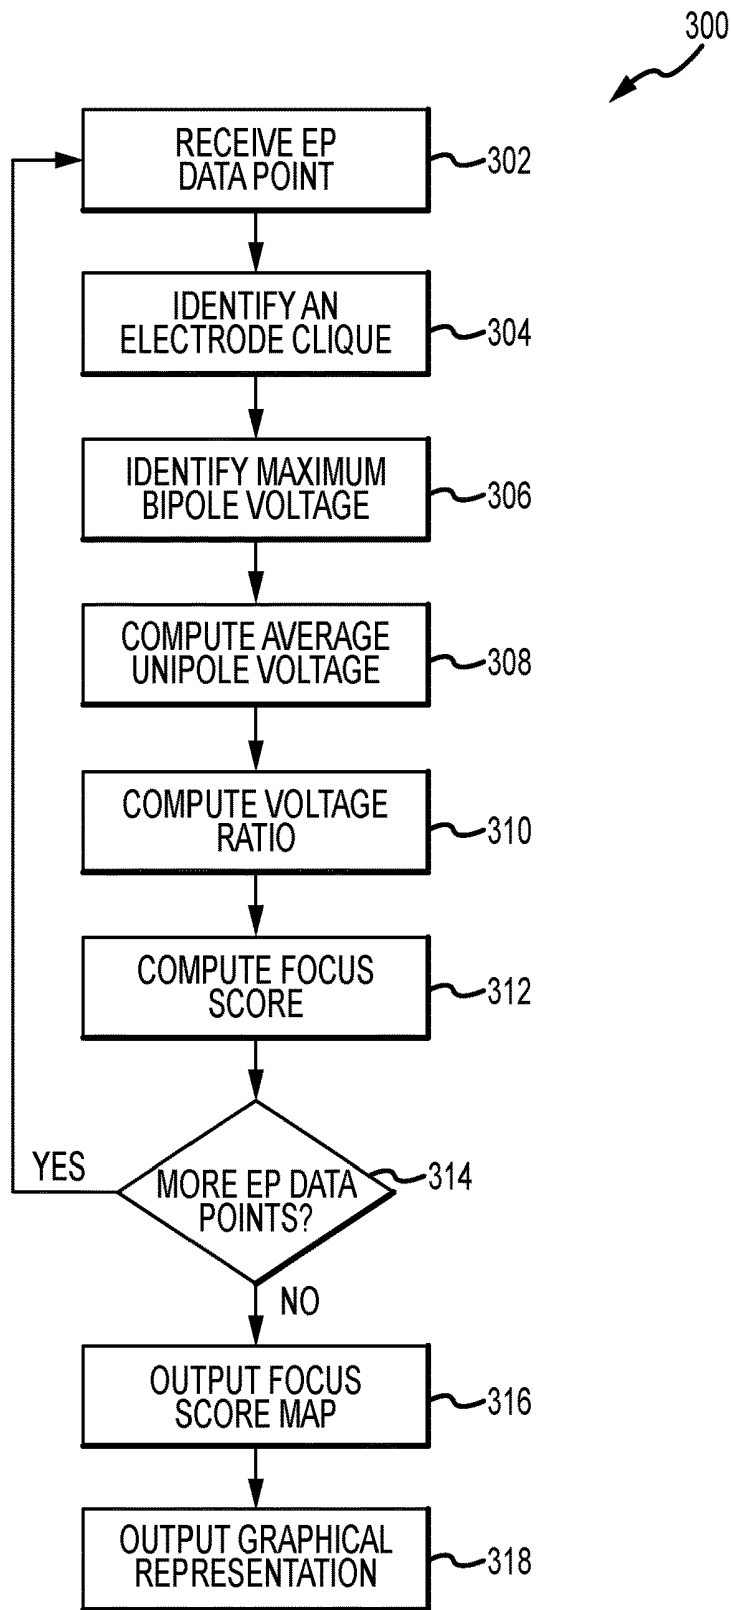 300
RECEIVE EP
DATA POINT
302
IDENTIFY AN
ELECTRODE CLIQUE
304
IDENTIFY MAXIMUM
BIPOLE VOLTAGE
306
COMPUTE AVERAGE
UNIPOLE VOLTAGE
308
COMPUTE VOLTAGE
RATIO
310
COMPUTE FOCUS
SCORE
312
YES
MORE EP DATA
POINTS?
314
NO
OUTPUT FOCUS
SCORE MAP
316
OUTPUT GRAPHICAL
REPRESENTATION
318